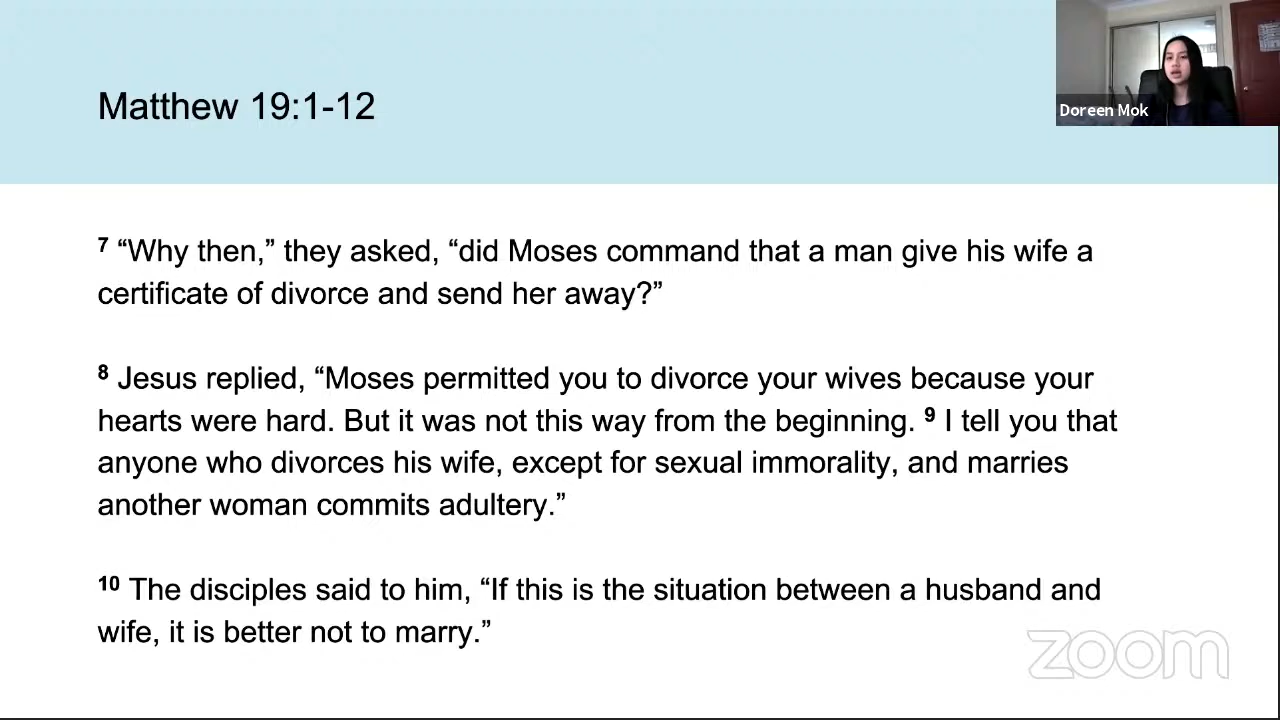 Matthew 19:1-12
Doreen Mok
7 “Why then,” they asked, “did Moses command that a man give his wife a
certificate of divorce and send her away?”
8 Jesus replied, “Moses permitted you to divorce your wives because your
hearts were hard. But it was not this way from the beginning. 9 I tell you that
anyone who divorces his wife, except for sexual immorality, and marries
another woman commits adultery.”
10 The disciples said to him, “If this is the situation between a husband and
wife, it is better not to marry.”
zoom